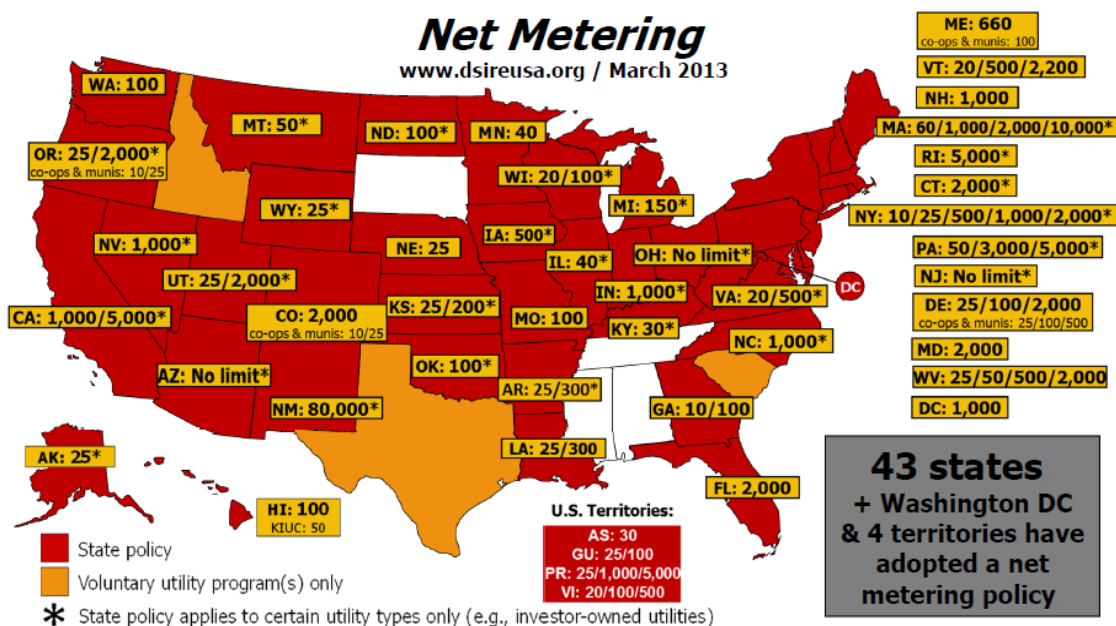 Net Metering
www.dsireusa.org / March 2013
WA: 100
MT: 50*
ND: 100*
MN: 40
OR: 25/2,000*
co-ops & munis: 10/25
WI: 20/100*
WY: 25*
MI: 150*
IA: 500*
NV: 1,000*
NE: 25
IL: 40*
OH: No limit*
UT: 25/2,000*
IN: 1,000*
VA: 20/500*
DC
CA: 1,000/5,000*
CO: 2,000
co-ops & munis: 10/25
KS: 25/200*
MO: 100
KY: 30*
NC: 1,000*
AZ: No limit*
OK: 100*
AR: 25/300*
NM: 80,000*
GA: 10/100
LA: 25/300
AK: 25*
FL: 2,000
HI: 100
KIUC: 50
ME: 660
co-ops & munis: 100
VT: 20/500/2,200
NH: 1,000
MA: 60/1,000/2,000/10,000*
RI: 5,000*
CT: 2,000*
NY: 10/25/500/1,000/2,000*
PA: 50/3,000/5,000*
NJ: No limit*
DE: 25/100/2,000
co-ops & munis: 25/100/500
MD: 2,000
WV: 25/50/500/2,000
DC: 1,000
U.S. Territories:
AS: 30
GU: 25/100
PR: 25/1,000/5,000
VI: 20/100/500
43 states
+ Washington DC
& 4 territories have
adopted a net
metering policy
State policy
Voluntary utility program(s) only
* State policy applies to certain utility types only (e.g., investor-owned utilities)